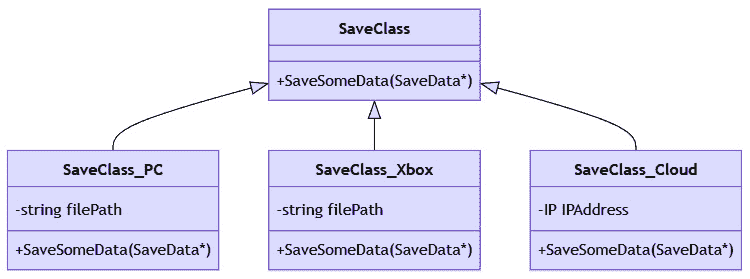 SaveClass
+SaveSomeData(SaveData*)
SaveClass_PC
-string filePath
+SaveSomeData(SaveData*)
SaveClass_Xbox
-string filePath
+SaveSomeData(SaveData*)
SaveClass_Cloud
-IP IPAddress
+SaveSomeData(SaveData*)